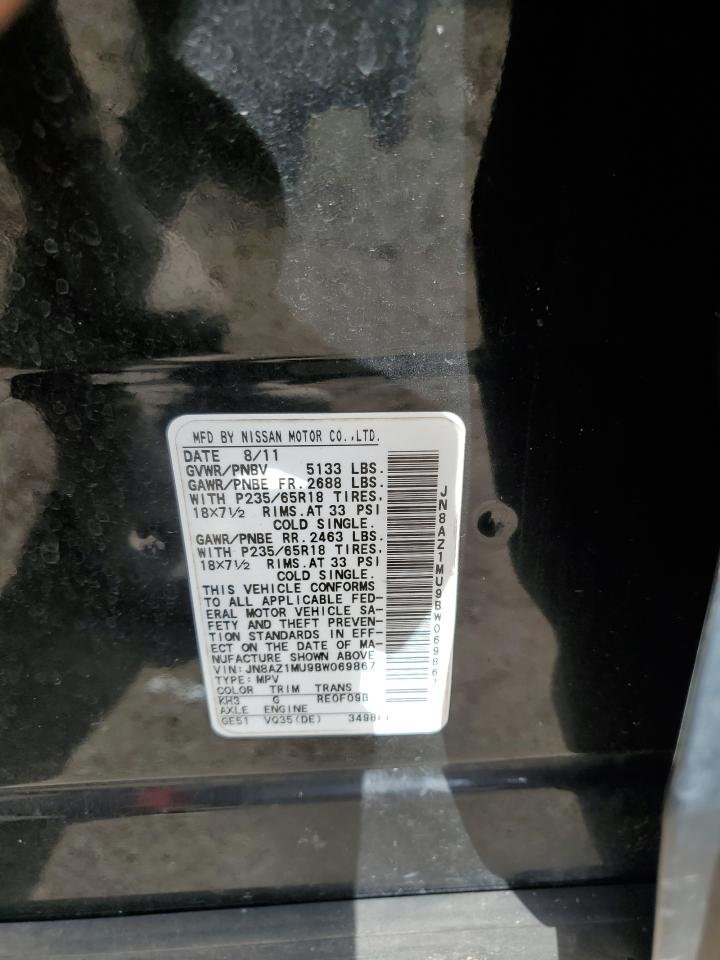 MFD BY NISSAN MOTOR CO.,LTD.
DATE 8/11
GVWR/PNBV 5133 LBS.
GAWR/PNBE FR. 2688 LBS.
WITH P235/65R18 TIRES.
18X7½ RIMS. AT 33 PSI
COLD SINGLE.
GAWR/PNBE RR. 2463 LBS.
WITH P235/65R18 TIRES.
18X7½ RIMS. AT 33 PSI
COLD SINGLE.
THIS VEHICLE CONFORMS
TO ALL APPLICABLE FED-
ERAL MOTOR VEHICLE SA-
FETY AND THEFT PREVEN-
TION STANDARDS IN EFF-
ECT ON THE DATE OF MA-
NUFACTURE SHOWN ABOVE.
VIN: JN8AZ1MU9BW069867
TYPE: MPV
COLOR TRIM TRANS
KH3 G RE0F09B
AXLE ENGINE
GE51 VQ35(DE)
JN8AZ1MU9BW069867